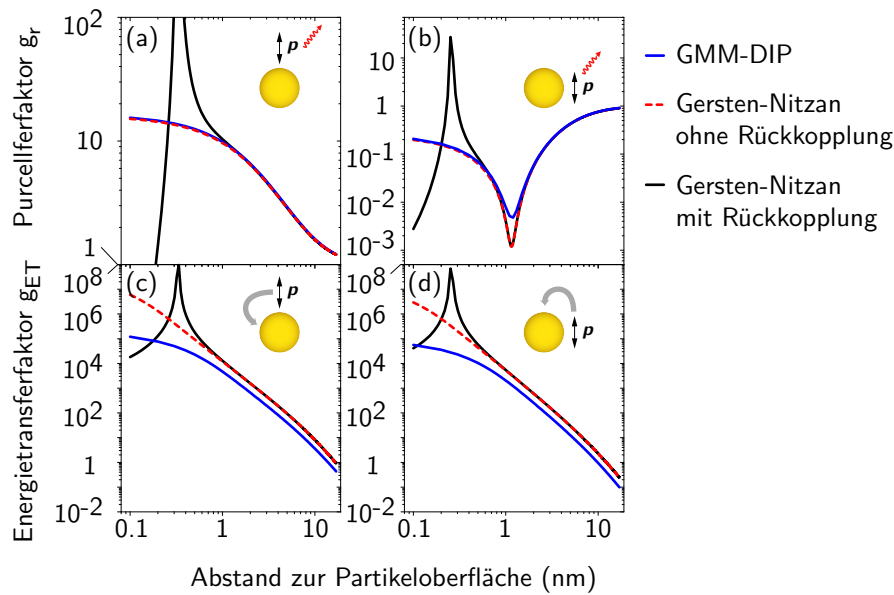 Purcellferfaktor g_r
10²
10
1
(a)
p
10
1
10⁻¹
10⁻²
10⁻³
(b)
p
GMM-DIP
Gersten-Nitzan
ohne Rückkopplung
Gersten-Nitzan
mit Rückkopplung
Energietransferfaktor g_ET
10⁸
10⁶
10⁴
10²
1
10⁻²
(c)
p
0.1
1
10
10⁸
10⁶
10⁴
10²
1
10⁻²
(d)
p
0.1
1
10
Abstand zur Partikeloberfläche (nm)